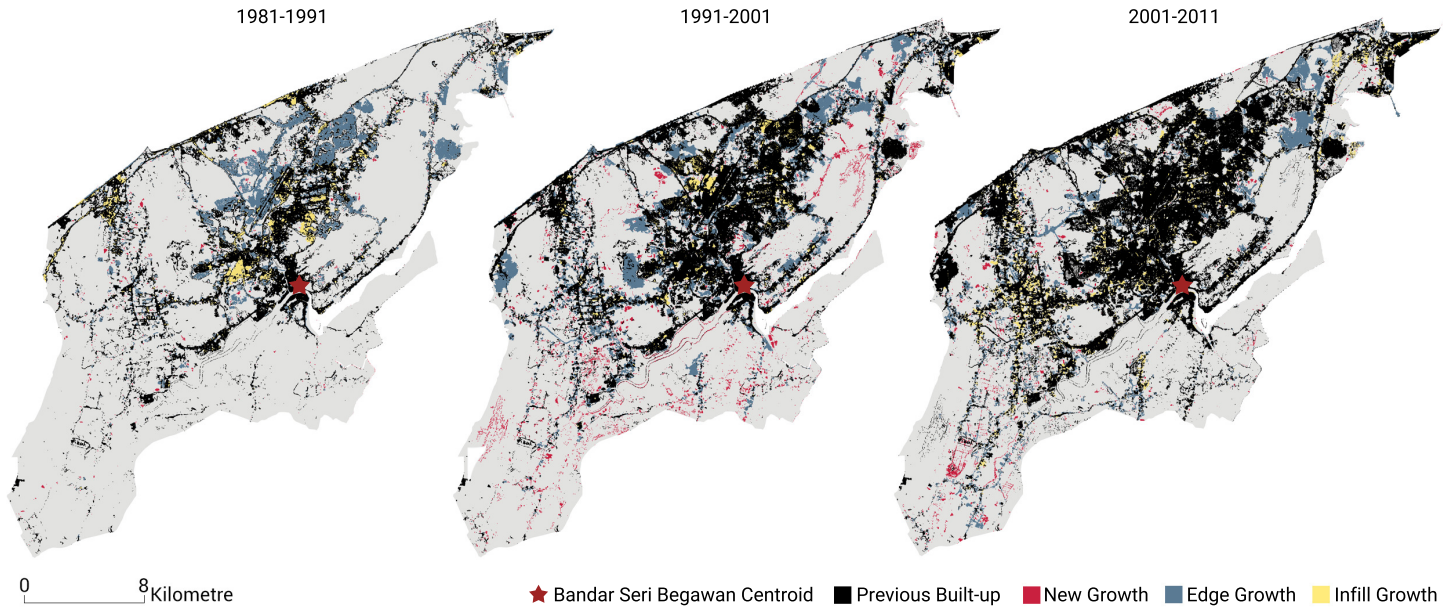 1981-1991
1991-2001
2001-2011
0
8
Kilometre
Bandar Seri Begawan Centroid
Previous Built-up
New Growth
Edge Growth
Infill Growth